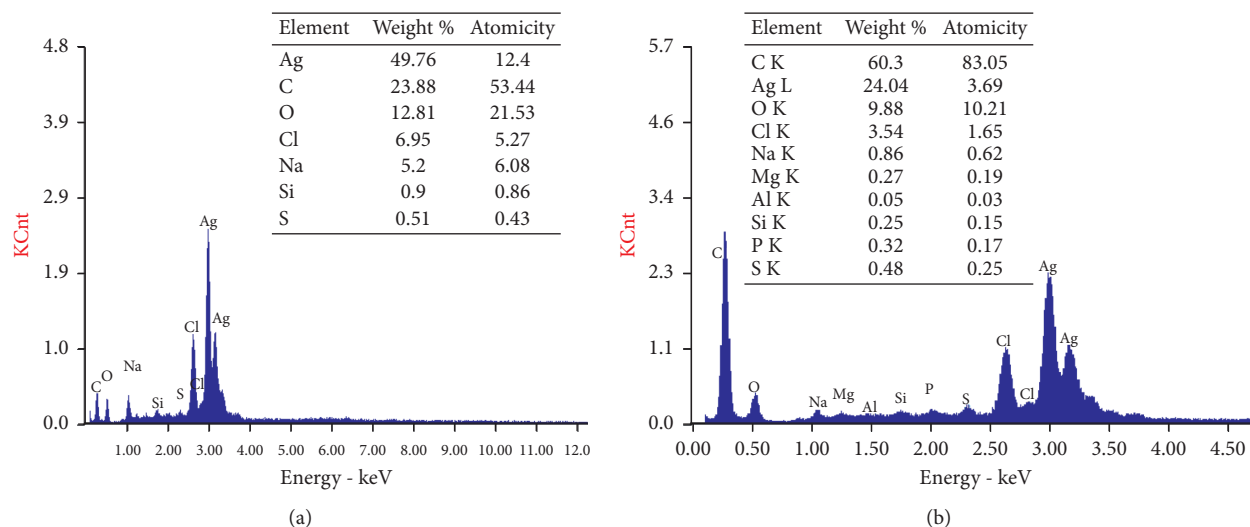 Element Weight % Atomicity
Ag 49.76 12.4
C 23.88 53.44
O 12.81 21.53
Cl 6.95 5.27
Na 5.2 6.08
Si 0.9 0.86
S 0.51 0.43
4.8
3.9
2.9
1.9
1.0
0.0
KCnt
C
O
Na
Si
S
Cl
Cl
Ag
Ag
1.00 2.00 3.00 4.00 5.00 6.00 7.00 8.00 9.00 10.00 11.00 12.0
Energy - keV
(a)
Element Weight % Atomicity
C K 60.3 83.05
Ag L 24.04 3.69
O K 9.88 10.21
Cl K 3.54 1.65
Na K 0.86 0.62
Mg K 0.27 0.19
Al K 0.05 0.03
Si K 0.25 0.15
P K 0.32 0.17
S K 0.48 0.25
5.7
4.6
3.4
2.3
1.1
0.0
KCnt
C
O
Na
Mg
Al
Si
P
S
Cl
Cl
Ag
Ag
0.00 0.50 1.00 1.50 2.00 2.50 3.00 3.50 4.00 4.50
Energy - keV
(b)